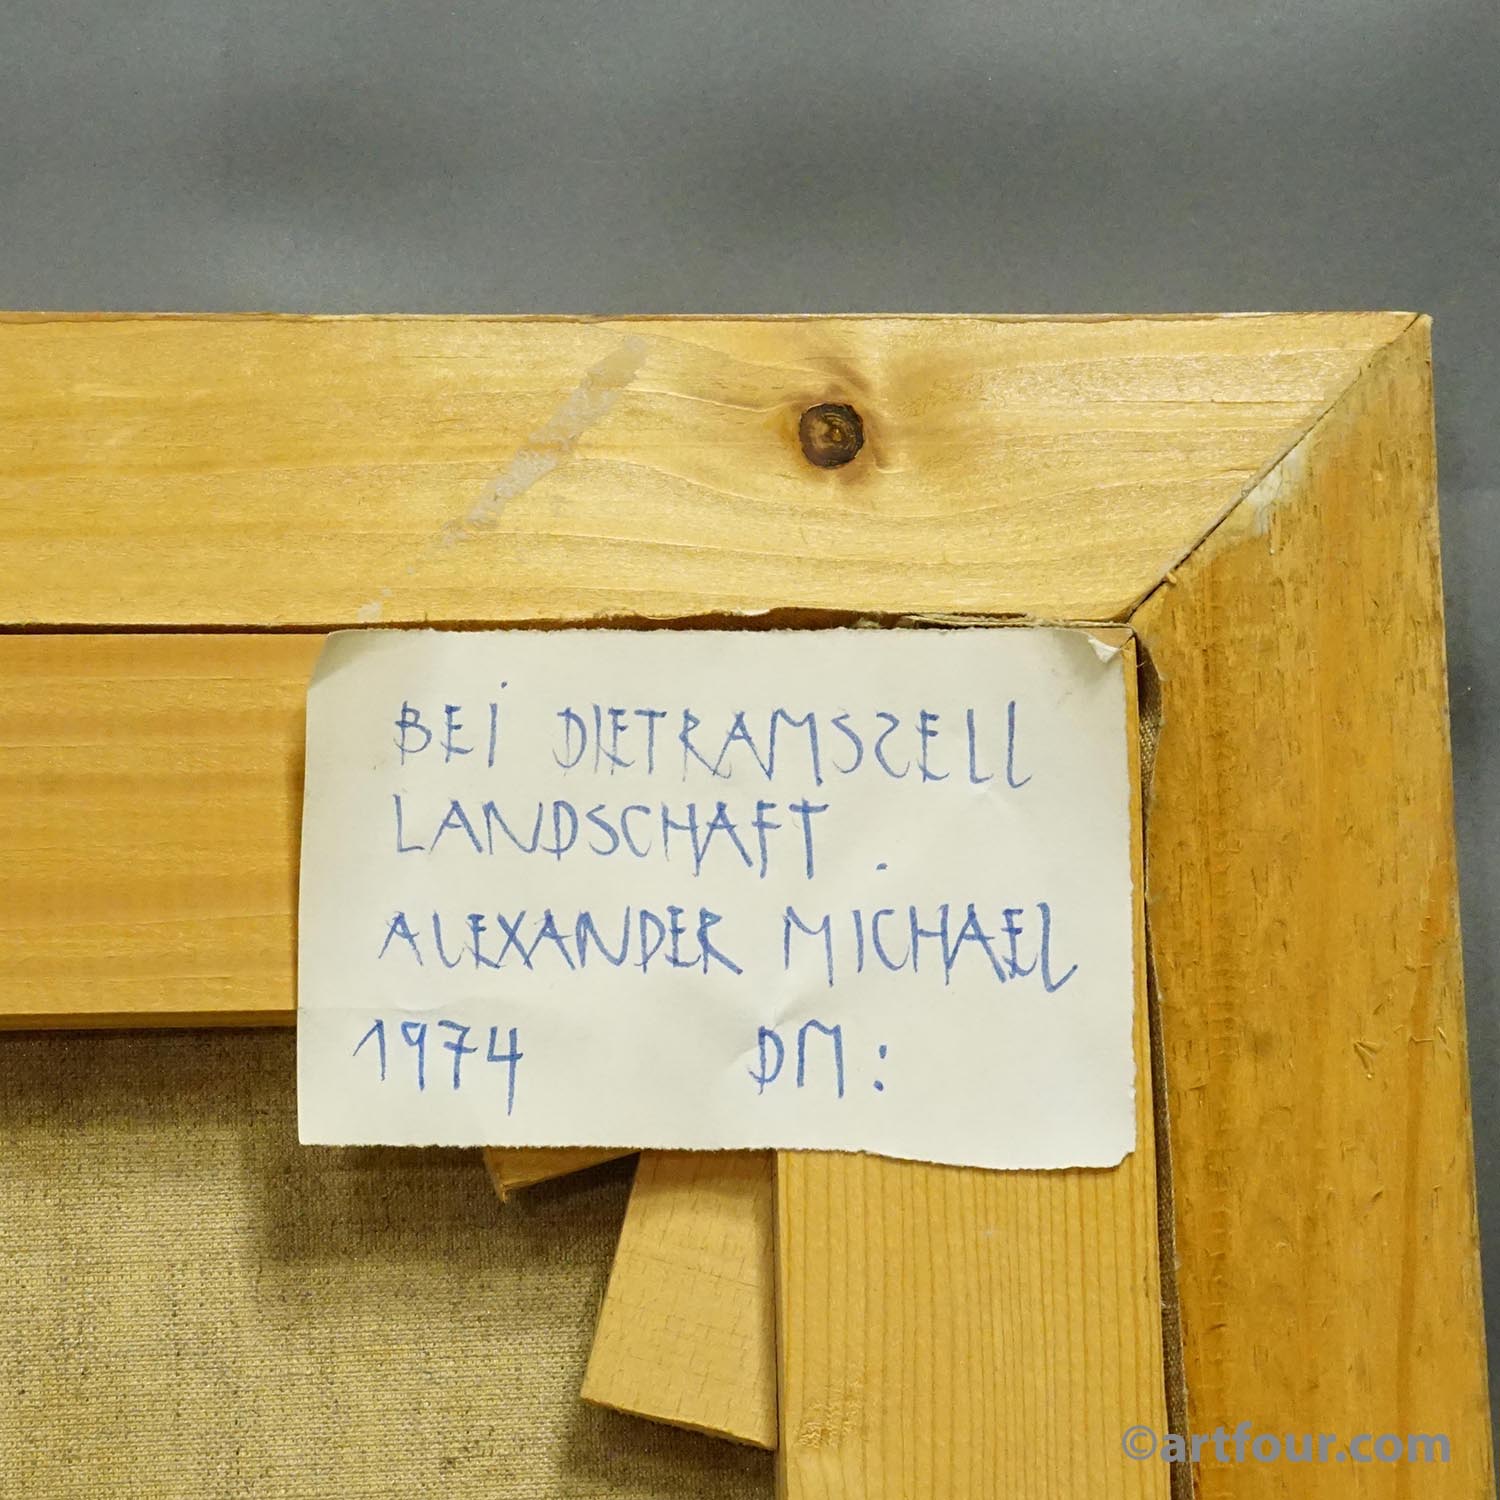 BEI DIETRAMSZELL
LANDSCHAFT.
ALEXANDER MICHAEL
1974 DM:
©artfour.com